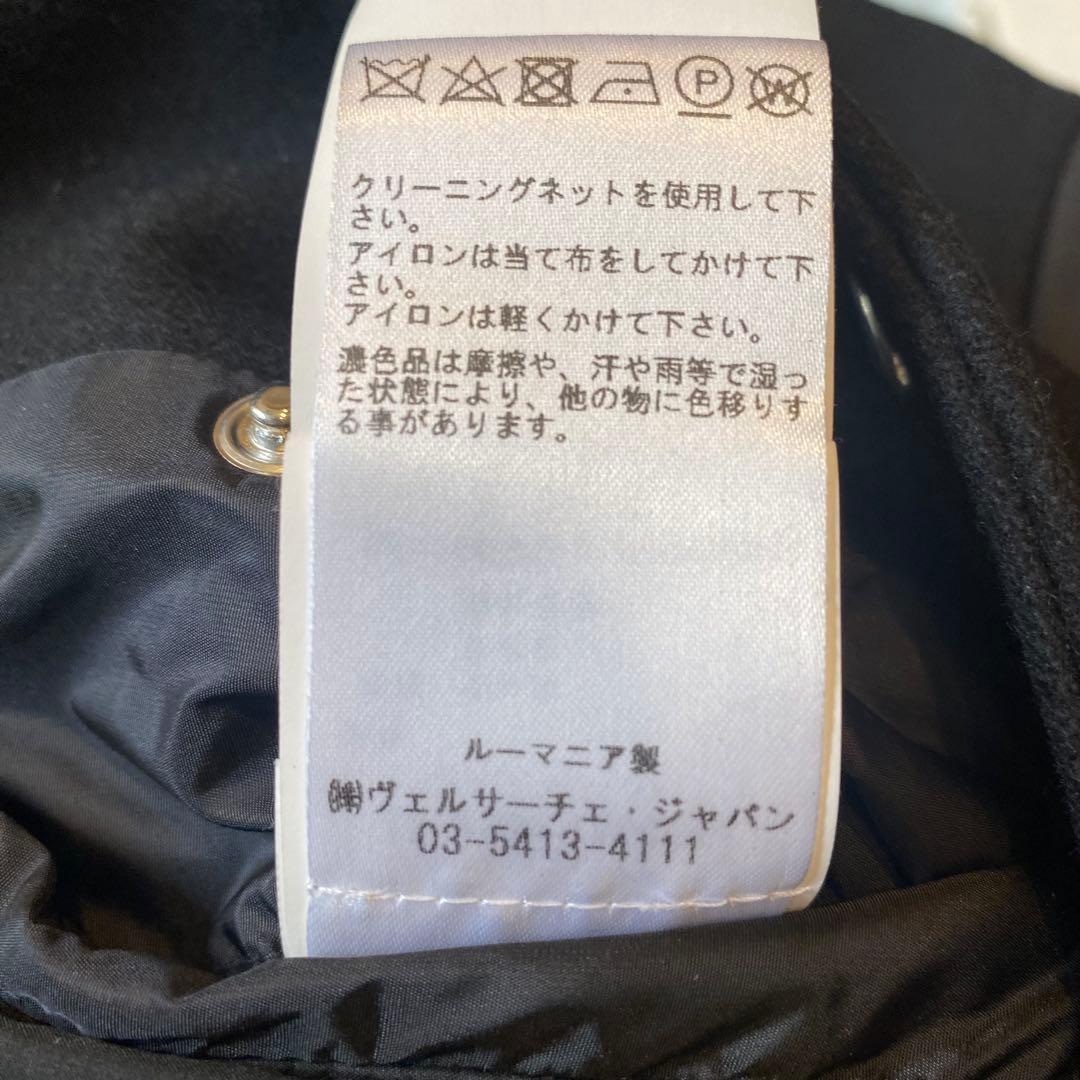 P W
クリーニングネットを使用して下
さい。
アイロンは当て布をしてかけて下
さい。
アイロンは軽くかけて下さい。
濃色品は摩擦や、汗や雨等で湿っ
た状態により、他の物に色移りす
る事があります。
ルーマニア製
㈱ヴェルサーチェ・ジャパン
03-5413-4111